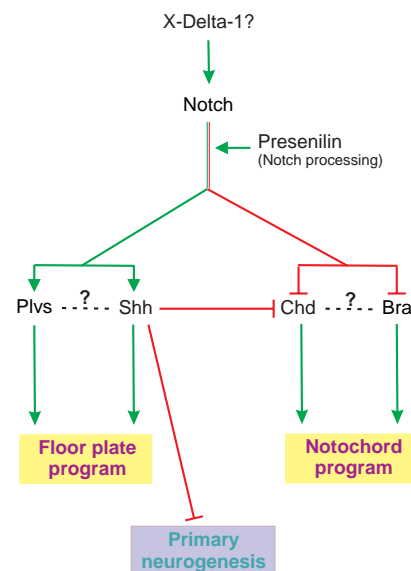 X-Delta-1?
Notch
Presenilin
(Notch processing)
Plvs ? Shh Chd ? Bra
Floor plate
program
Notochord
program
Primary
neurogenesis